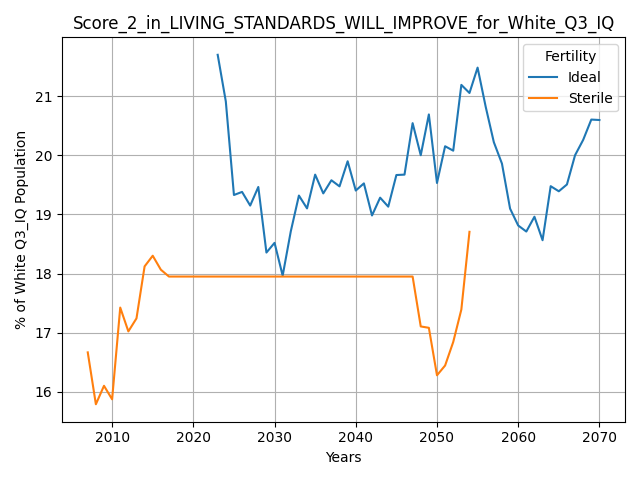 Score_2_in_LIVING_STANDARDS_WILL_IMPROVE_for_White_Q3_IQ
Fertility
Ideal
Sterile
% of White Q3_IQ Population
21
20
19
18
17
16
2010 2020 2030 2040 2050 2060 2070
Years